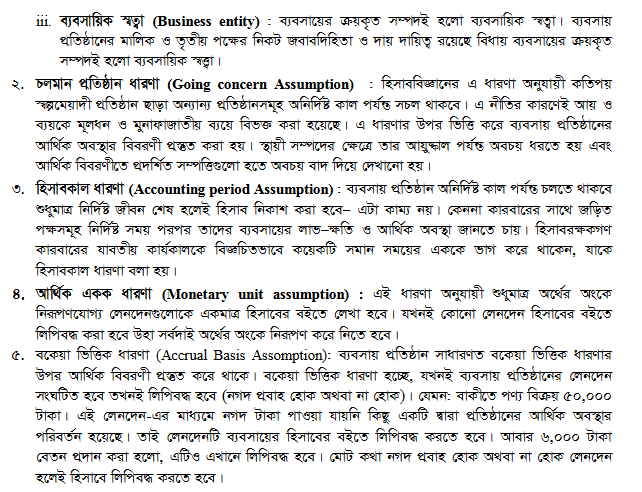 iii. ব্যবসায়িক স্বত্বা (Business entity) : ব্যবসায়ের ক্রয়কৃত সম্পদই হলো ব্যবসায়িক স্বত্বা। ব্যবসায়
প্রতিষ্ঠানের মালিক ও তৃতীয় পক্ষের নিকট জবাবদিহিতা ও দায় দায়িত্ব রয়েছে বিধায় ব্যবসায়ের ক্রয়কৃত
সম্পদই হলো ব্যবসায়িক স্বত্ত্বা।
২. চলমান প্রতিষ্ঠান ধারণা (Going concern Assumption) : হিসাববিজ্ঞানের এ ধারণা অনুযায়ী কতিপয়
স্বল্পমেয়াদী প্রতিষ্ঠান ছাড়া অন্যান্য প্রতিষ্ঠানসমূহ অনির্দিষ্ট কাল পর্যন্ত সচল থাকবে। এ নীতির কারণেই আয় ও
ব্যয়কে মূলধন ও মুনাফাজাতীয় ব্যয়ে বিভক্ত করা হয়েছে। এ ধারণার উপর ভিত্তি করে ব্যবসায় প্রতিষ্ঠানের
আর্থিক অবস্থার বিবরণী প্রস্তুত করা হয়। স্থায়ী সম্পদের ক্ষেত্রে তার আয়ুষ্কাল পর্যন্ত অবচয় ধরতে হয় এবং
আর্থিক বিবরণীতে প্রদর্শিত সম্পত্তিগুলো হতে অবচয় বাদ দিয়ে দেখানো হয়।
৩. হিসাবকাল ধারণা (Accounting period Assumption) : ব্যবসায় প্রতিষ্ঠান অনির্দিষ্ট কাল পর্যন্ত চলতে থাকবে
শুধুমাত্র নির্দিষ্ট জীবন শেষ হলেই হিসাব নিকাশ করা হবে– এটা কাম্য নয়। কেননা কারবারের সাথে জড়িত
পক্ষসমূহ নির্দিষ্ট সময় পরপর তাদের ব্যবসায়ের লাভ–ক্ষতি ও আর্থিক অবস্থা জানতে চায়। হিসাবরক্ষকগণ
কারবারের যাবতীয় কার্যকালকে বিজ্ঞচিতভাবে কয়েকটি সমান সময়ের এককে ভাগ করে থাকেন, যাকে
হিসাবকাল ধারণা বলা হয়।
৪. আর্থিক একক ধারণা (Monetary unit assumption) : এই ধারণা অনুযায়ী শুধুমাত্র অর্থের অংকে
নিরূপণযোগ্য লেনদেনগুলোকে একমাত্র হিসাবের বইতে লেখা হবে। যখনই কোনো লেনদেন হিসাবের বইতে
লিপিবদ্ধ করা হবে উহা সর্বদাই অর্থের অংকে নিরূপণ করে নিতে হবে।
৫. বকেয়া ভিত্তিক ধারণা (Accrual Basis Assomption): ব্যবসায় প্রতিষ্ঠান সাধারণত বকেয়া ভিত্তিক ধারণার
উপর আর্থিক বিবরণী প্রস্তুত করে থাকে। বকেয়া ভিত্তিক ধারণা হচ্ছে, যখনই ব্যবসায় প্রতিষ্ঠানের লেনদেন
সংঘটিত হবে তখনই লিপিবদ্ধ হবে (নগদ প্রবাহ হোক অথবা না হোক)। যেমন: বাকীতে পণ্য বিক্রয় ৫০,০০০
টাকা। এই লেনদেন-এর মাধ্যমে নগদ টাকা পাওয়া যায়নি কিছু একটি দ্বারা প্রতিষ্ঠানের আর্থিক অবস্থার
পরিবর্তন হয়েছে। তাই লেনদেনটি ব্যবসায়ের হিসাবের বইতে লিপিবদ্ধ করতে হবে। আবার ৬,০০০ টাকা
বেতন প্রদান করা হলো, এটিও এখানে লিপিবদ্ধ হবে। মোট কথা নগদ প্রবাহ হোক অথবা না হোক লেনদেন
হলেই হিসাবে লিপিবদ্ধ করতে হবে।